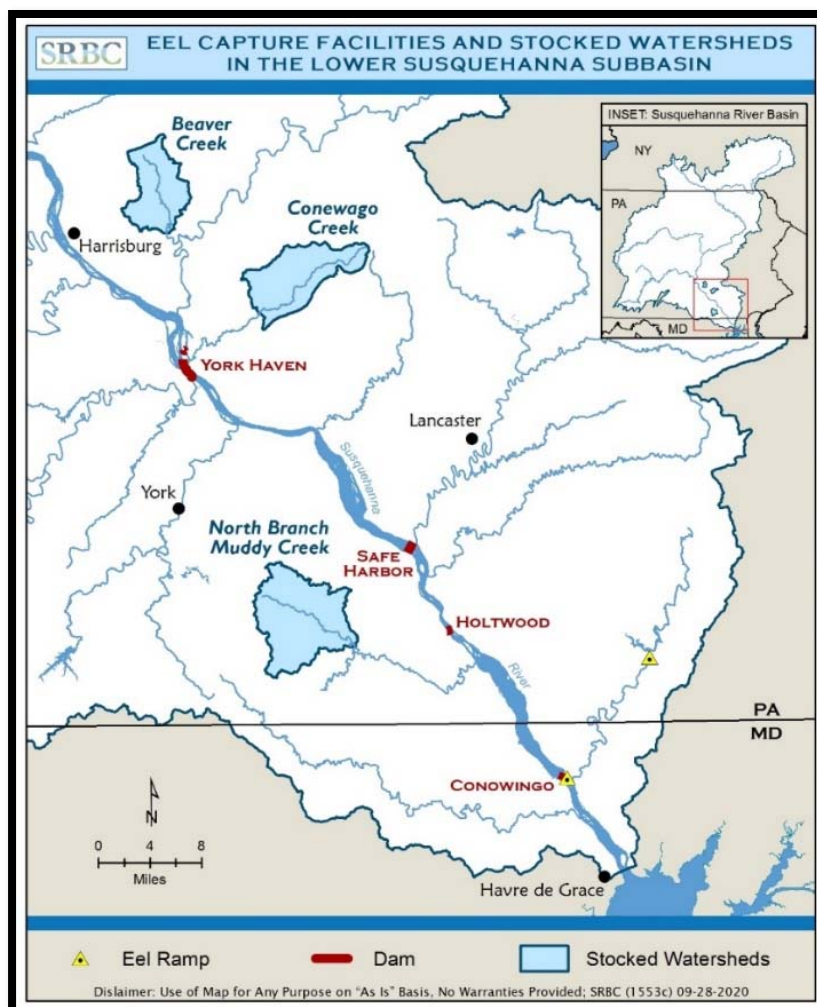 SRBC
EEL CAPTURE FACILITIES AND STOCKED WATERSHEDS
IN THE LOWER SUSQUEHANNA SUBBASIN
INSET: Susquehanna River Basin
NY
PA
MD
Beaver
Creek
Harrisburg
Conewago
Creek
YORK HAVEN
Lancaster
Susquehanna
York
North Branch
Muddy Creek
SAFE
HARBOR
HOLTWOOD
River
PA
MD
CONOWINGO
N
0 4 8
Miles
Havre de Grace
Eel Ramp
Dam
Stocked Watersheds
Dislaimer: Use of Map for Any Purpose on "As Is" Basis, No Warranties Provided; SRBC (1553c) 09-28-2020